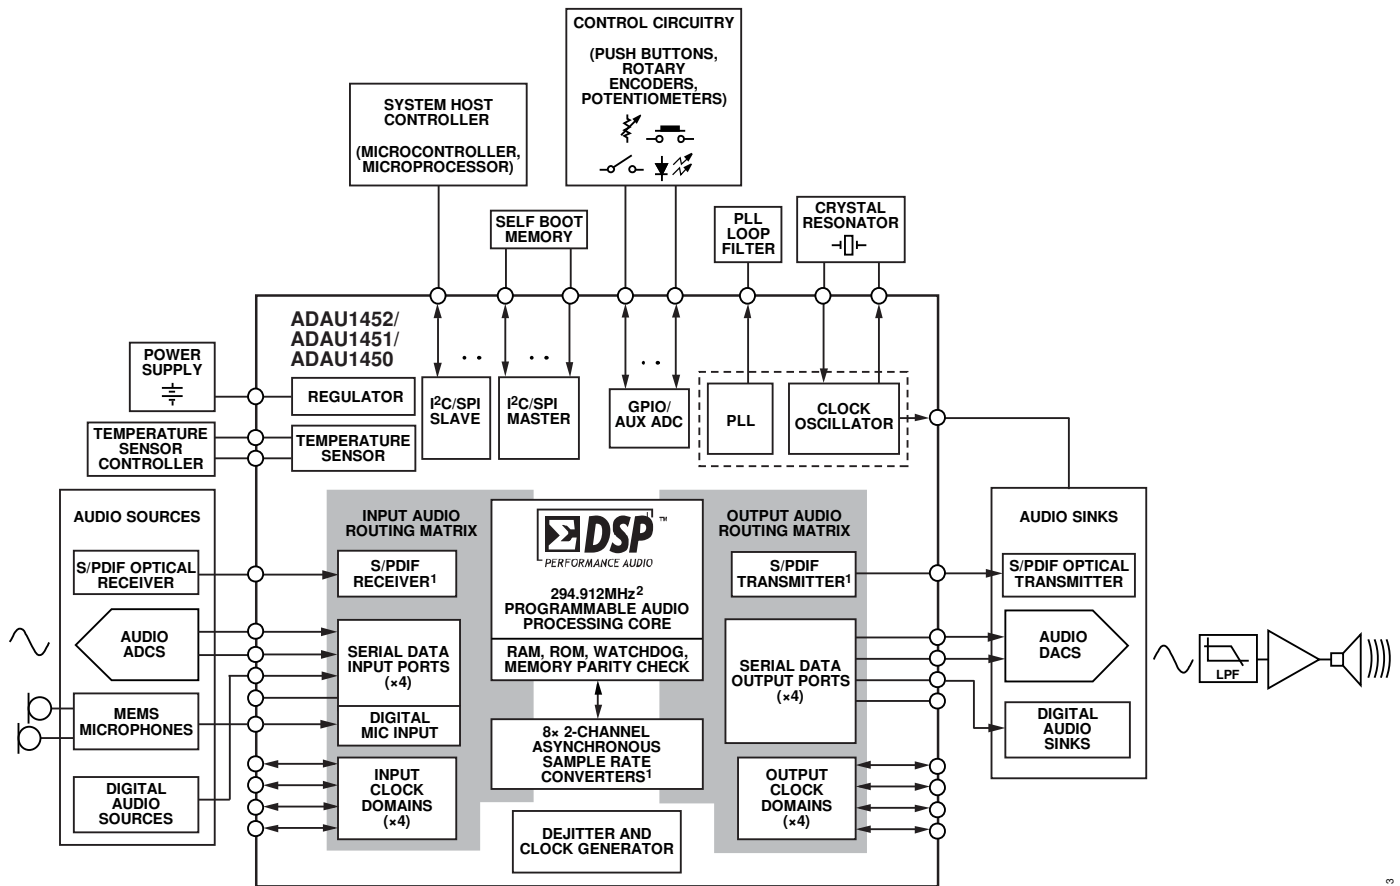 CONTROL CIRCUITRY
(PUSH BUTTONS,
ROTARY
ENCODERS,
POTENTIOMETERS)
SYSTEM HOST
CONTROLLER
(MICROCONTROLLER,
MICROPROCESSOR)
SELF BOOT
MEMORY
PLL
LOOP
FILTER
CRYSTAL
RESONATOR
ADAU1452/
ADAU1451/
ADAU1450
POWER
SUPPLY
REGULATOR
TEMPERATURE
SENSOR
CONTROLLER
TEMPERATURE
SENSOR
I²C/SPI
SLAVE
I²C/SPI
MASTER
GPIO/
AUX ADC
PLL
CLOCK
OSCILLATOR
AUDIO SOURCES
S/PDIF OPTICAL
RECEIVER
AUDIO
ADCS
MEMS
MICROPHONES
DIGITAL
AUDIO
SOURCES
INPUT AUDIO
ROUTING MATRIX
S/PDIF
RECEIVER¹
SERIAL DATA
INPUT PORTS
(×4)
DIGITAL
MIC INPUT
INPUT
CLOCK
DOMAINS
(×4)
ΣDSP™
PERFORMANCE AUDIO
294.912MHz²
PROGRAMMABLE AUDIO
PROCESSING CORE
RAM, ROM, WATCHDOG,
MEMORY PARITY CHECK
8× 2-CHANNEL
ASYNCHRONOUS
SAMPLE RATE
CONVERTERS¹
DEJITTER AND
CLOCK GENERATOR
OUTPUT AUDIO
ROUTING MATRIX
S/PDIF
TRANSMITTER¹
SERIAL DATA
OUTPUT PORTS
(×4)
OUTPUT
CLOCK
DOMAINS
(×4)
AUDIO SINKS
S/PDIF OPTICAL
TRANSMITTER
AUDIO
DACS
DIGITAL
AUDIO
SINKS
LPF
3